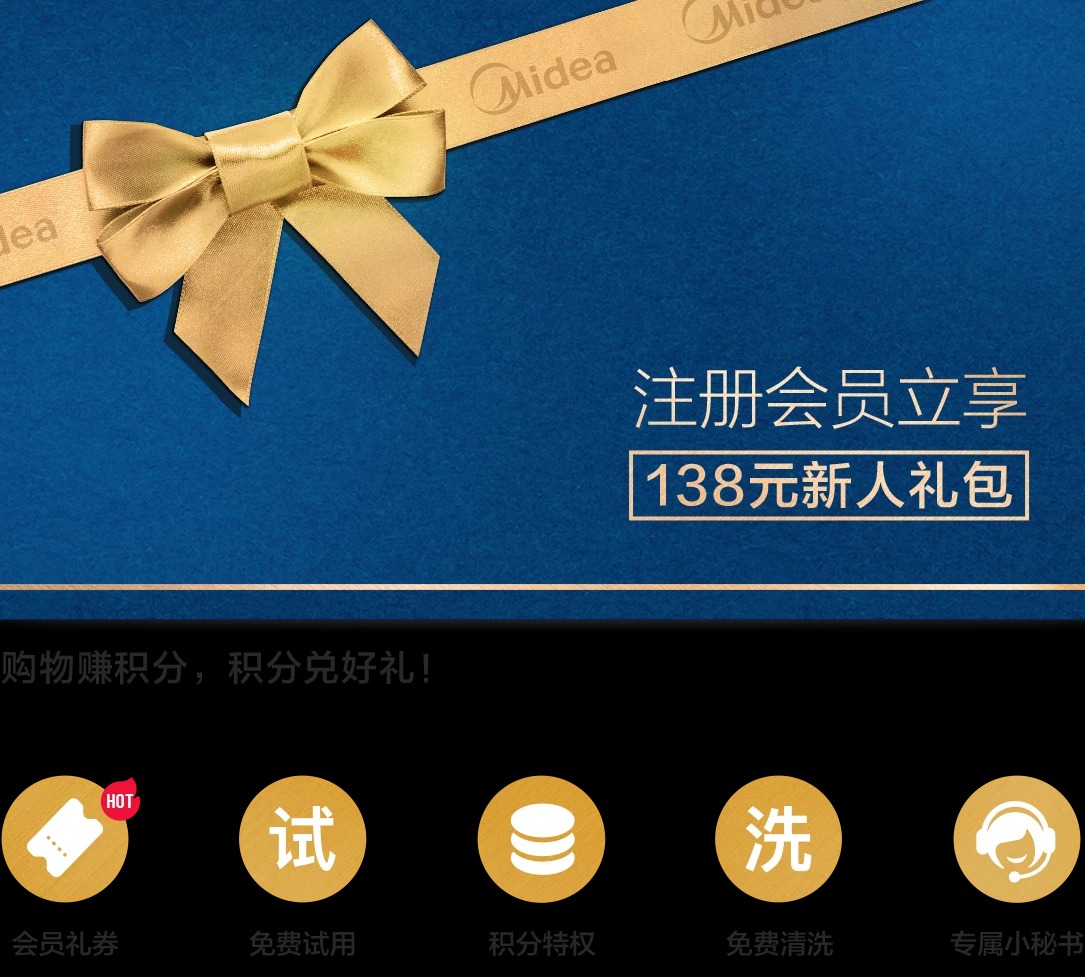 Midea
Midea
dea
注册会员立享
138元新人礼包
购物赚积分，积分兑好礼！
HOT
试
洗
会员礼券
免费试用
积分特权
免费清洗
专属小秘书